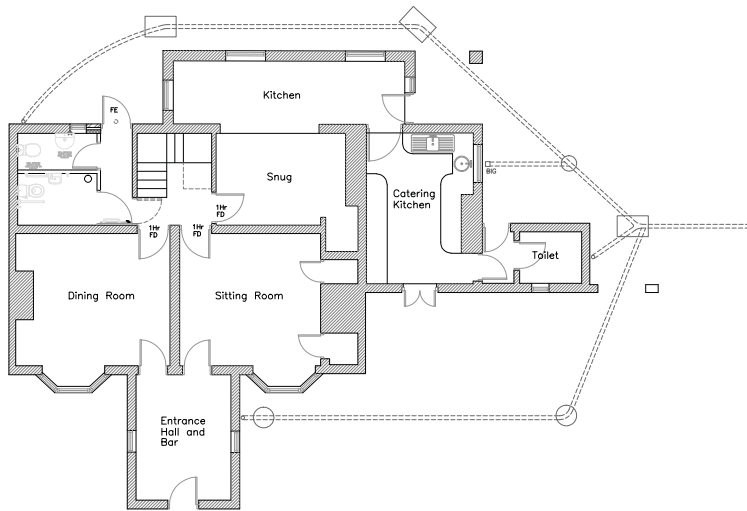 Kitchen
FE
Snug
Catering
Kitchen
BIG
1Hr
FD
1Hr
FD
1Hr
FD
Toilet
Dining Room
Sitting Room
Entrance
Hall and
Bar